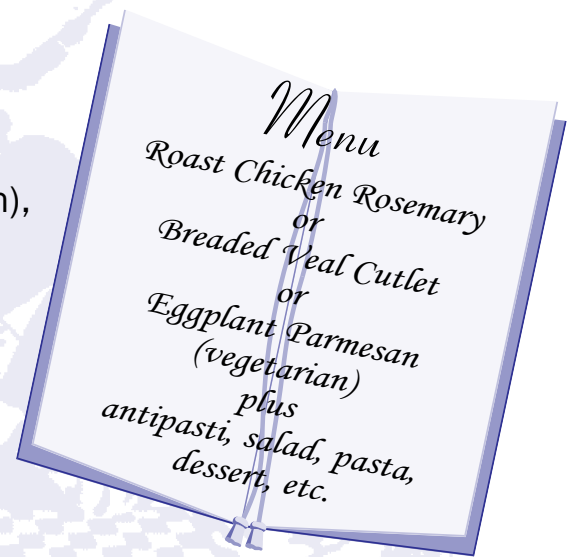 n),
Menu
Roast Chicken Rosemary
or
Breaded Veal Cutlet
or
Eggplant Parmesan
(vegetarian)
plus
antipasti, salad, pasta,
dessert, etc.